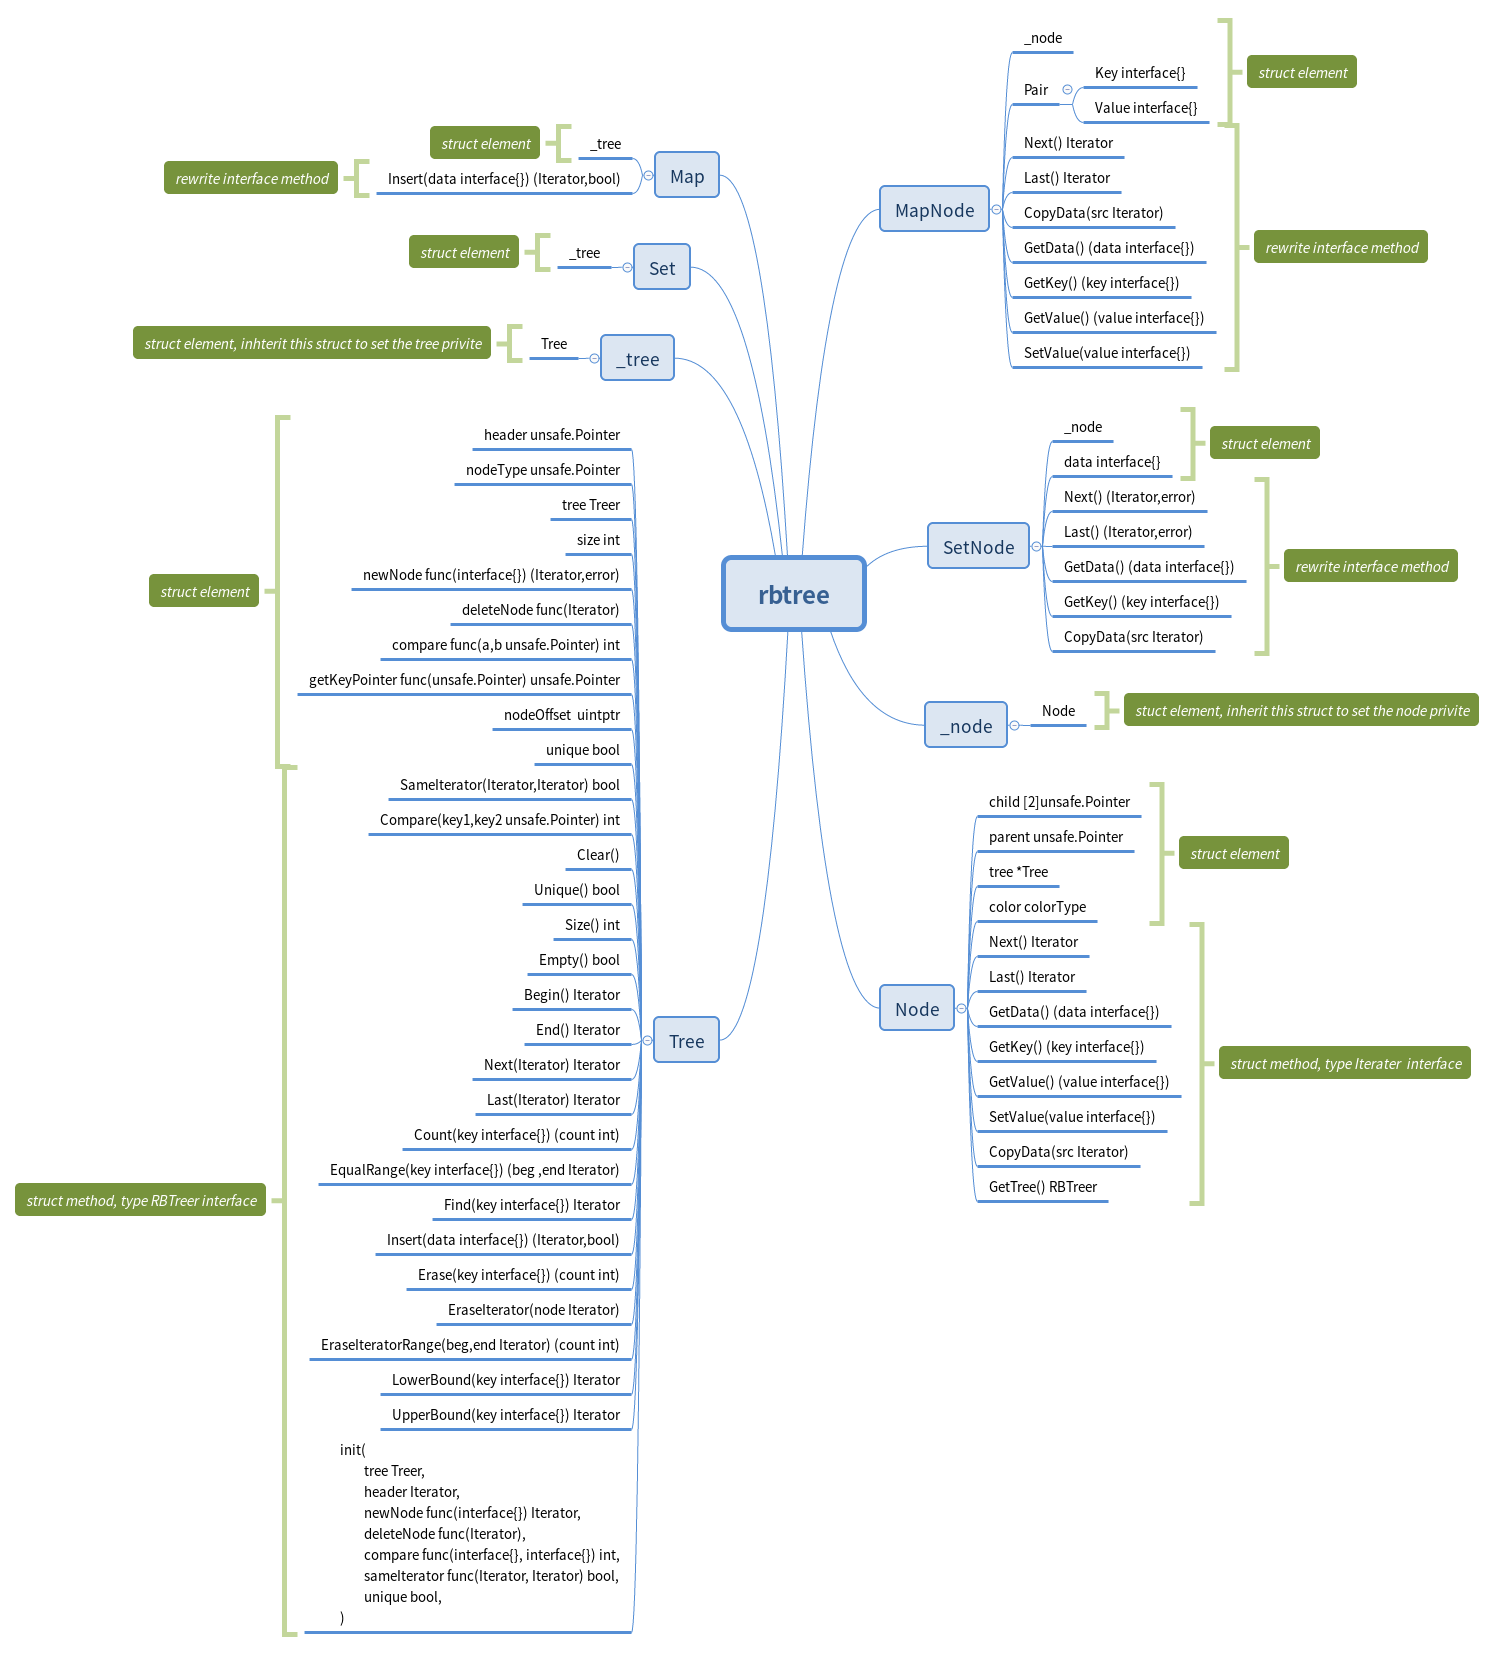 rbtree
MapNode
_node
Pair
Key interface{}
Value interface{}
struct element
Next() Iterator
Last() Iterator
CopyData(src Iterator)
GetData() (data interface{})
GetKey() (key interface{})
GetValue() (value interface{})
SetValue(value interface{})
rewrite interface method
SetNode
_node
data interface{}
struct element
Next() (Iterator,error)
Last() (Iterator,error)
GetData() (data interface{})
GetKey() (key interface{})
CopyData(src Iterator)
rewrite interface method
_node
Node
stuct element, inherit this struct to set the node privite
Node
child [2]unsafe.Pointer
parent unsafe.Pointer
tree *Tree
color colorType
struct element
Next() Iterator
Last() Iterator
GetData() (data interface{})
GetKey() (key interface{})
GetValue() (value interface{})
SetValue(value interface{})
CopyData(src Iterator)
GetTree() RBTreer
struct method, type Iterater  interface
Map
_tree
struct element
Insert(data interface{}) (Iterator,bool)
rewrite interface method
Set
_tree
struct element
_tree
Tree
struct element, inhterit this struct to set the tree privite
Tree
header unsafe.Pointer
nodeType unsafe.Pointer
tree Treer
size int
newNode func(interface{}) (Iterator,error)
deleteNode func(Iterator)
compare func(a,b unsafe.Pointer) int
getKeyPointer func(unsafe.Pointer) unsafe.Pointer
nodeOffset  uintptr
unique bool
struct element
SameIterator(Iterator,Iterator) bool
Compare(key1,key2 unsafe.Pointer) int
Clear()
Unique() bool
Size() int
Empty() bool
Begin() Iterator
End() Iterator
Next(Iterator) Iterator
Last(Iterator) Iterator
Count(key interface{}) (count int)
EqualRange(key interface{}) (beg ,end Iterator)
Find(key interface{}) Iterator
Insert(data interface{}) (Iterator,bool)
Erase(key interface{}) (count int)
EraseIterator(node Iterator)
EraseIteratorRange(beg,end Iterator) (count int)
LowerBound(key interface{}) Iterator
UpperBound(key interface{}) Iterator
init(
tree Treer,
header Iterator,
newNode func(interface{}) Iterator,
deleteNode func(Iterator),
compare func(interface{}, interface{}) int,
sameIterator func(Iterator, Iterator) bool,
unique bool,
)
struct method, type RBTreer interface